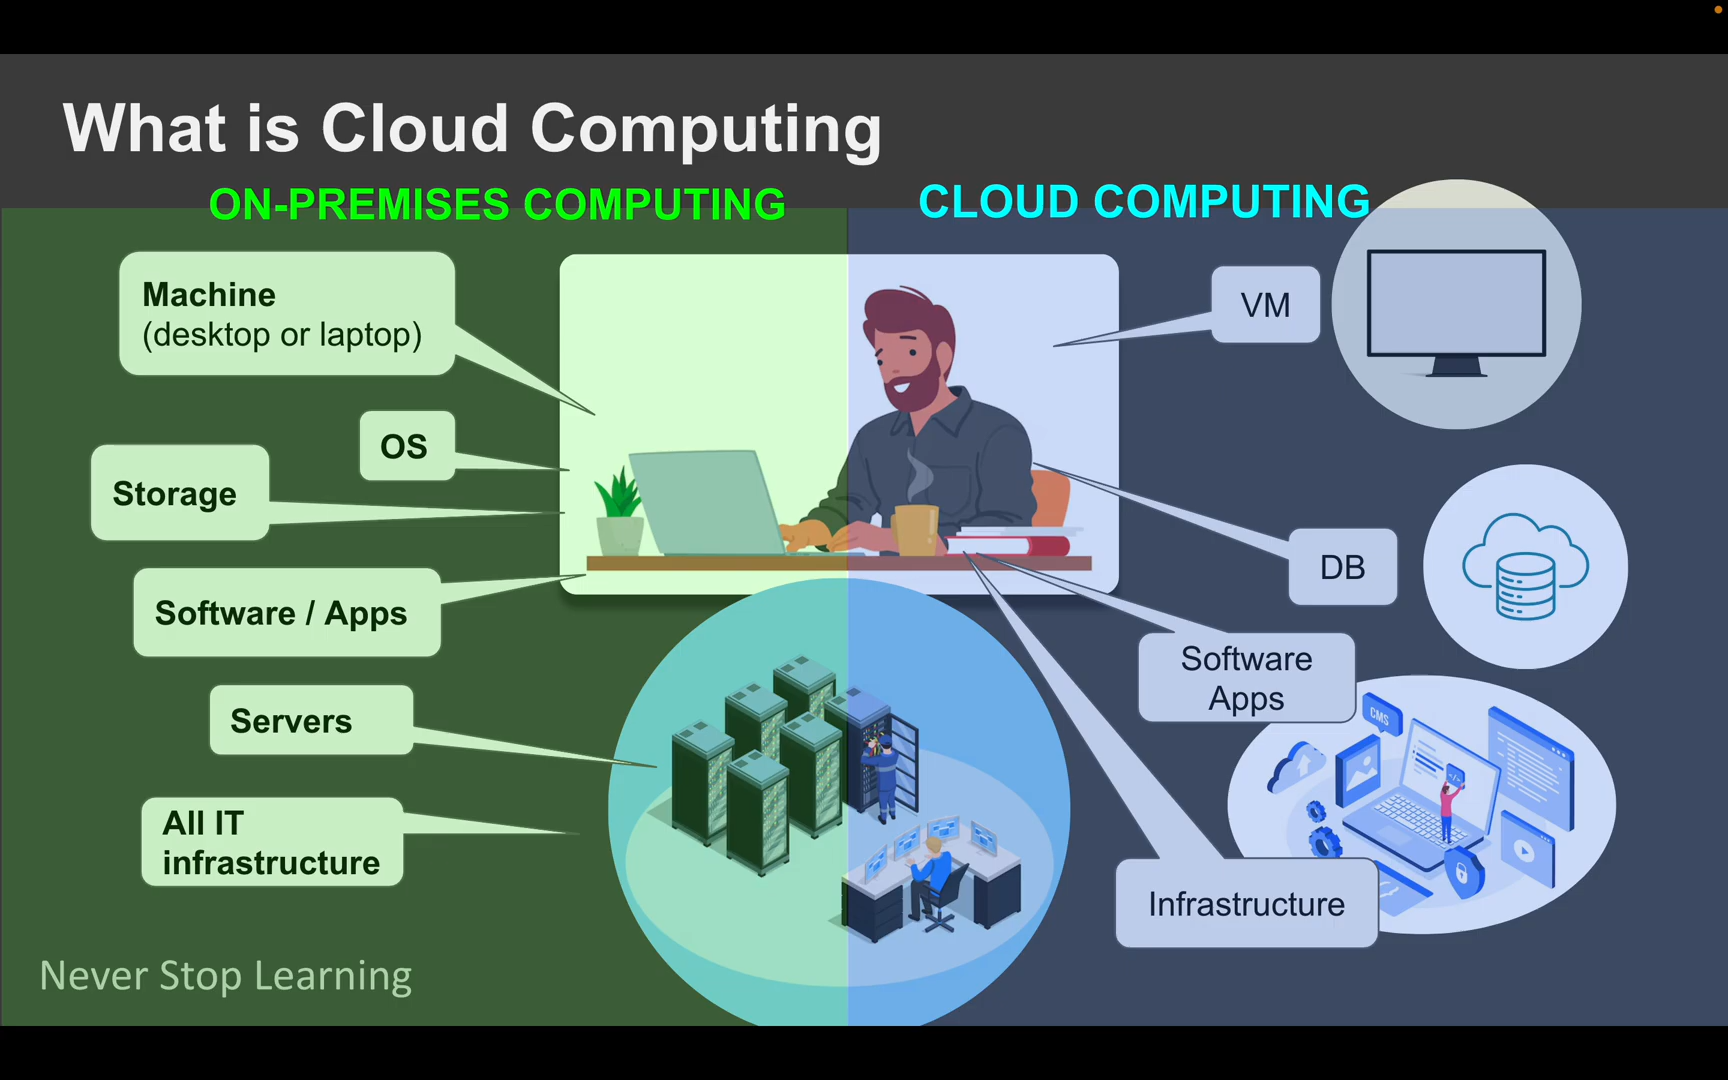 What is Cloud Computing
ON-PREMISES COMPUTING
CLOUD COMPUTING
Machine
(desktop or laptop)
OS
Storage
Software / Apps
Servers
All IT
infrastructure
VM
DB
Software
Apps
CMS
</>
Infrastructure
Never Stop Learning